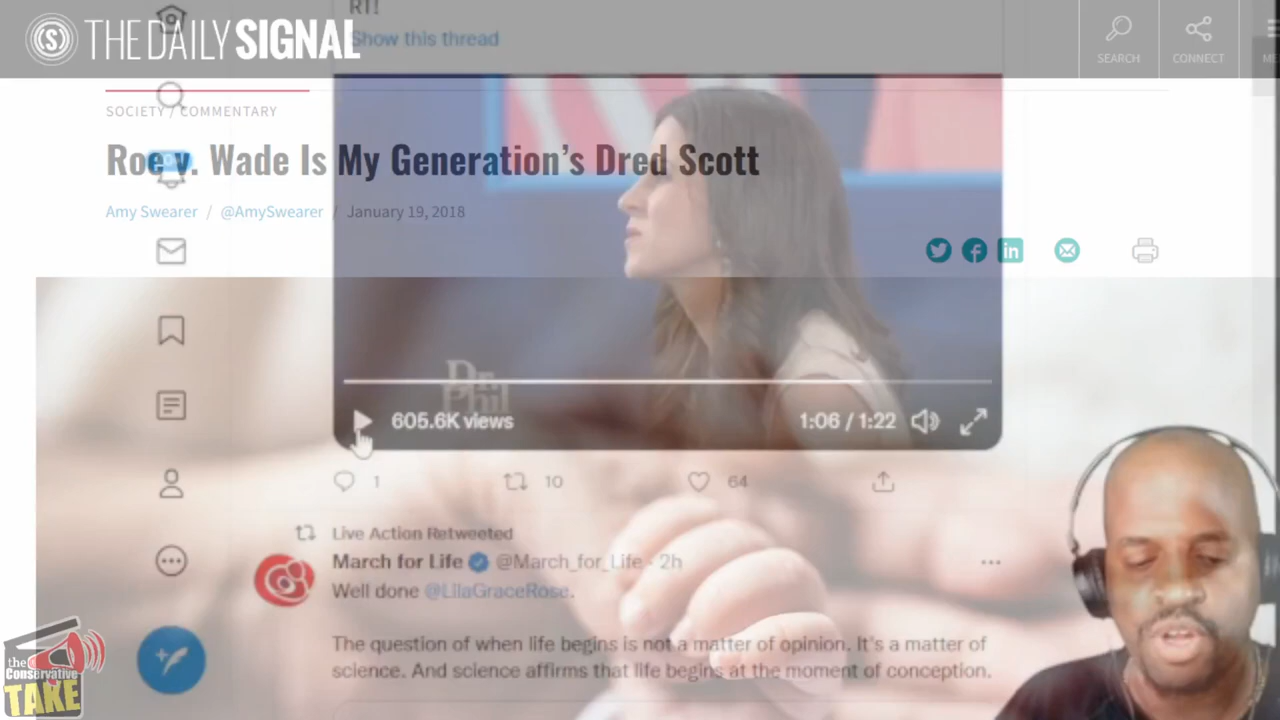 RT!
Show this thread
THE DAILY SIGNAL
SEARCH
CONNECT
SOCIETY / COMMENTARY
Roe v. Wade Is My Generation's Dred Scott
Amy Swearer / @AmySwearer / January 19, 2018
Dr.
Phil
605.6K views
1:06 / 1:22
1
10
64
Live Action Retweeted
March for Life @March_for_Life · 2h
Well done @LilaGraceRose.
The question of when life begins is not a matter of opinion. It's a matter of
science. And science affirms that life begins at the moment of conception.
the
Conservative
TAKE